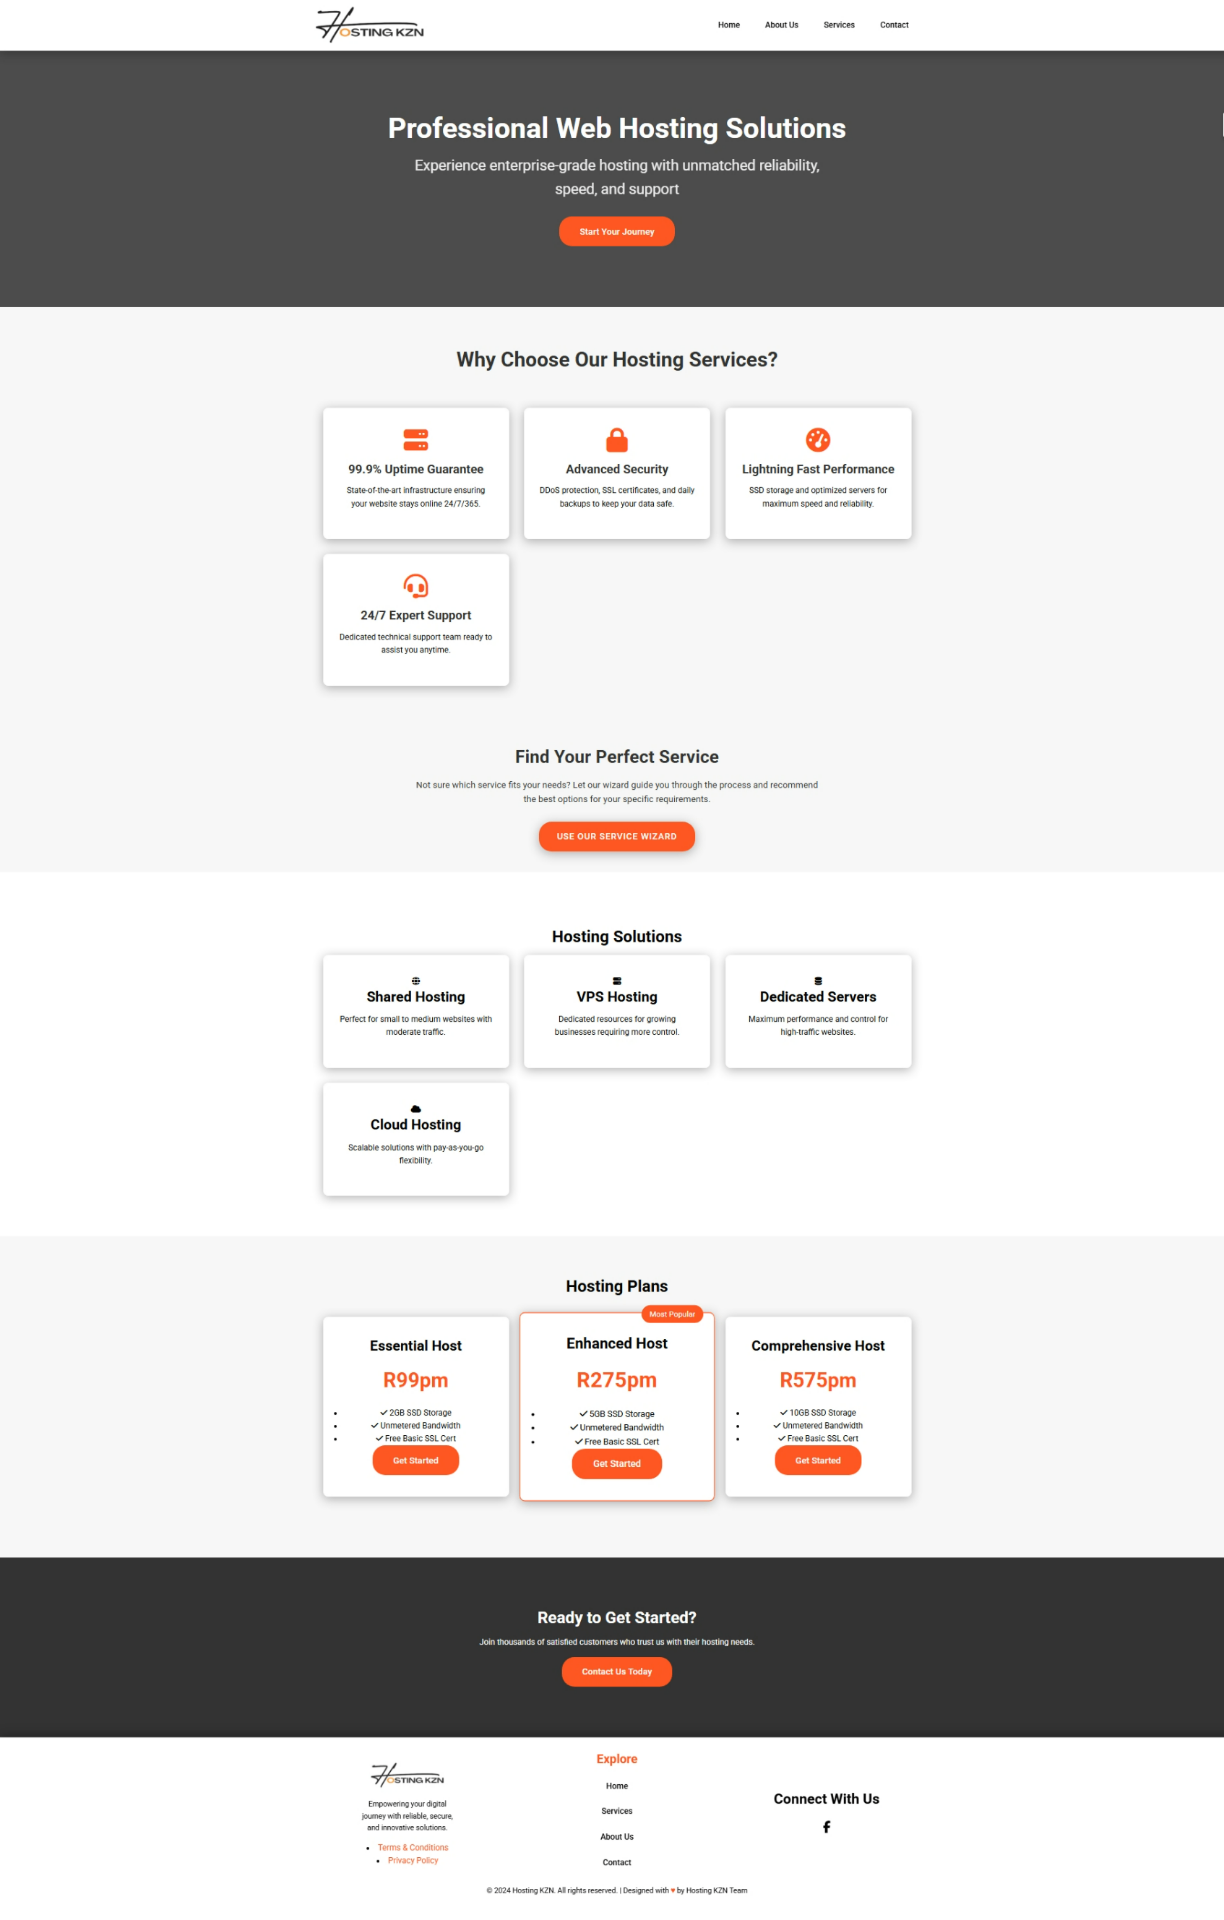 HOSTING KZN
Home About Us Services Contact
Professional Web Hosting Solutions
Experience enterprise-grade hosting with unmatched reliability,
speed, and support
Start Your Journey
Why Choose Our Hosting Services?
99.9% Uptime Guarantee
State-of-the-art infrastructure ensuring
your website stays online 24/7/365.
Advanced Security
DDoS protection, SSL certificates, and daily
backups to keep your data safe.
Lightning Fast Performance
SSD storage and optimized servers for
maximum speed and reliability.
24/7 Expert Support
Dedicated technical support team ready to
assist you anytime.
Find Your Perfect Service
Not sure which service fits your needs? Let our wizard guide you through the process and recommend
the best options for your specific requirements.
USE OUR SERVICE WIZARD
Hosting Solutions
Shared Hosting
Perfect for small to medium websites with
moderate traffic.
VPS Hosting
Dedicated resources for growing
businesses requiring more control.
Dedicated Servers
Maximum performance and control for
high-traffic websites.
Cloud Hosting
Scalable solutions with pay-as-you-go
flexibility.
Hosting Plans
Essential Host
R99pm
• ✓ 2GB SSD Storage
• ✓ Unmetered Bandwidth
• ✓ Free Basic SSL Cert
Get Started
Most Popular
Enhanced Host
R275pm
• ✓ 5GB SSD Storage
• ✓ Unmetered Bandwidth
• ✓ Free Basic SSL Cert
Get Started
Comprehensive Host
R575pm
• ✓ 10GB SSD Storage
• ✓ Unmetered Bandwidth
• ✓ Free Basic SSL Cert
Get Started
Ready to Get Started?
Join thousands of satisfied customers who trust us with their hosting needs.
Contact Us Today
HOSTING KZN
Empowering your digital
journey with reliable, secure,
and innovative solutions.
• Terms & Conditions
• Privacy Policy
Explore
Home
Services
About Us
Contact
Connect With Us
© 2024 Hosting KZN. All rights reserved. | Designed with ♥ by Hosting KZN Team